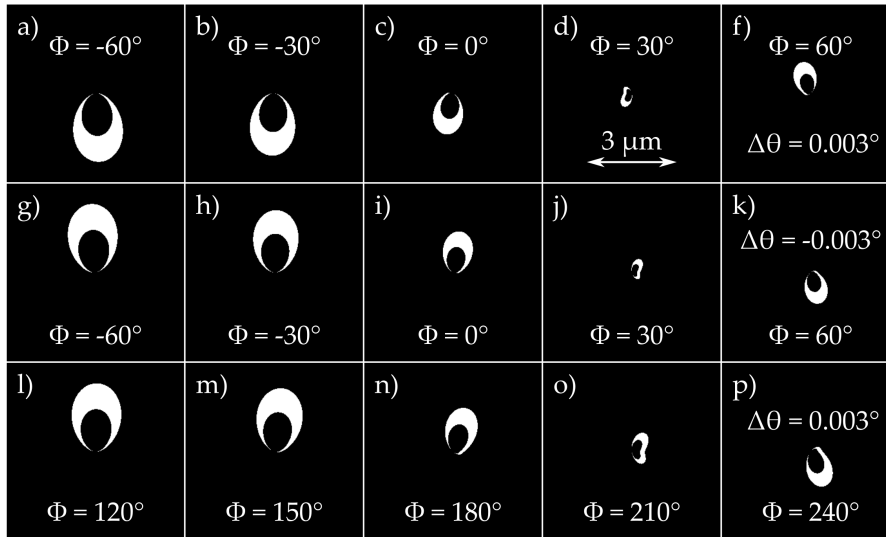 a)
Φ = -60°
b)
Φ = -30°
c)
Φ = 0°
d)
Φ = 30°
3 μm
f)
Φ = 60°
Δθ = 0.003°
g)
Φ = -60°
h)
Φ = -30°
i)
Φ = 0°
j)
Φ = 30°
k)
Δθ = -0.003°
Φ = 60°
l)
Φ = 120°
m)
Φ = 150°
n)
Φ = 180°
o)
Φ = 210°
p)
Δθ = 0.003°
Φ = 240°